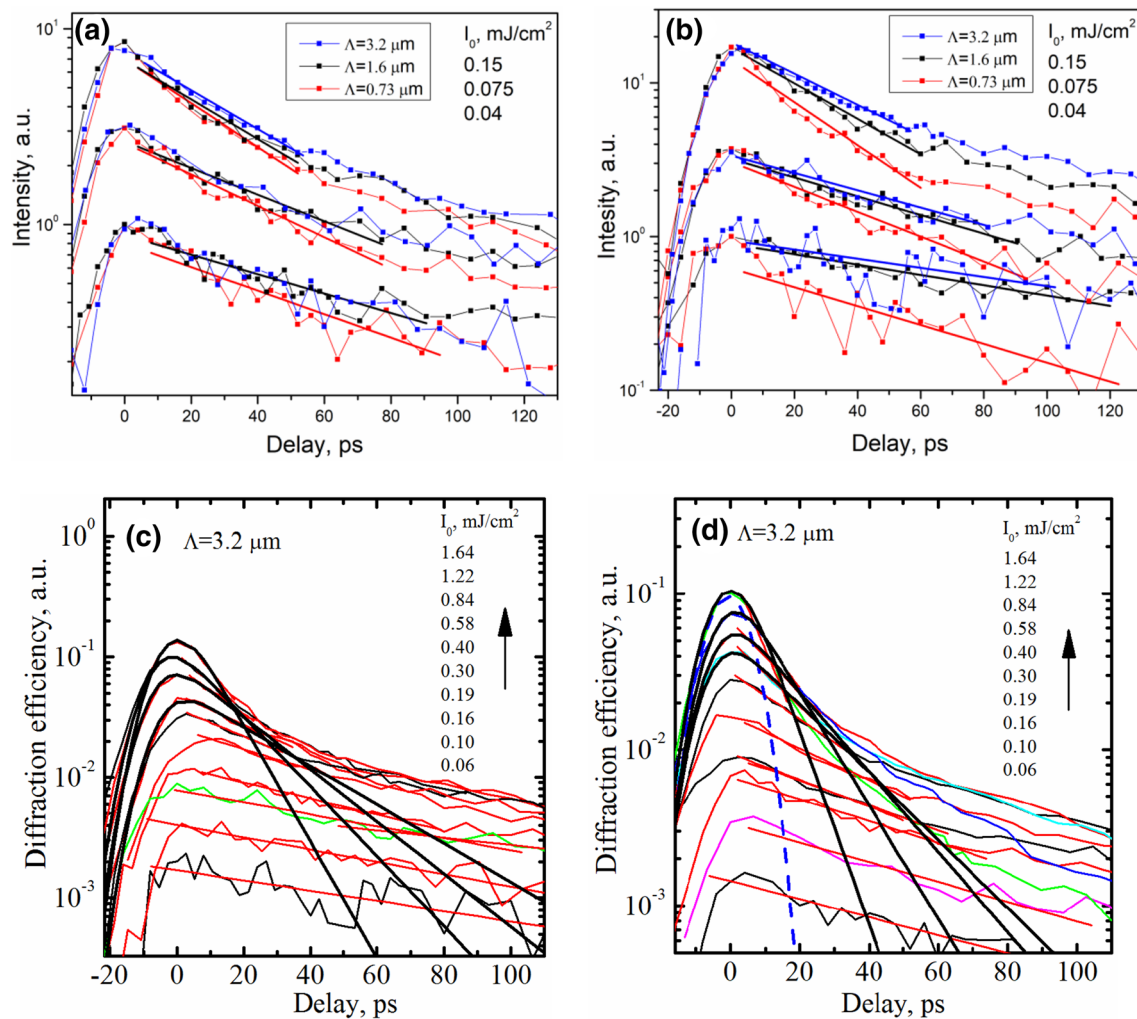 (a)
Λ=3.2 μm
Λ=1.6 μm
Λ=0.73 μm
I0, mJ/cm2
0.15
0.075
0.04
10^1
10^0
Intensity, a.u.
0 20 40 60 80 100 120
Delay, ps
(b)
Λ=3.2 μm
Λ=1.6 μm
Λ=0.73 μm
I0, mJ/cm2
0.15
0.075
0.04
10^1
10^0
10^-1
Intesity, a.u.
-20 0 20 40 60 80 100 120
Delay, ps
(c)
Λ=3.2 μm
I0, mJ/cm2
1.64
1.22
0.84
0.58
0.40
0.30
0.19
0.16
0.10
0.06
10^0
10^-1
10^-2
10^-3
Diffraction efficiency, a.u.
-20 0 20 40 60 80 100
Delay, ps
(d)
Λ=3.2 μm
I0, mJ/cm2
1.64
1.22
0.84
0.58
0.40
0.30
0.19
0.16
0.10
0.06
10^-1
10^-2
10^-3
Diffraction efficiency, a.u.
0 20 40 60 80 100
Delay, ps